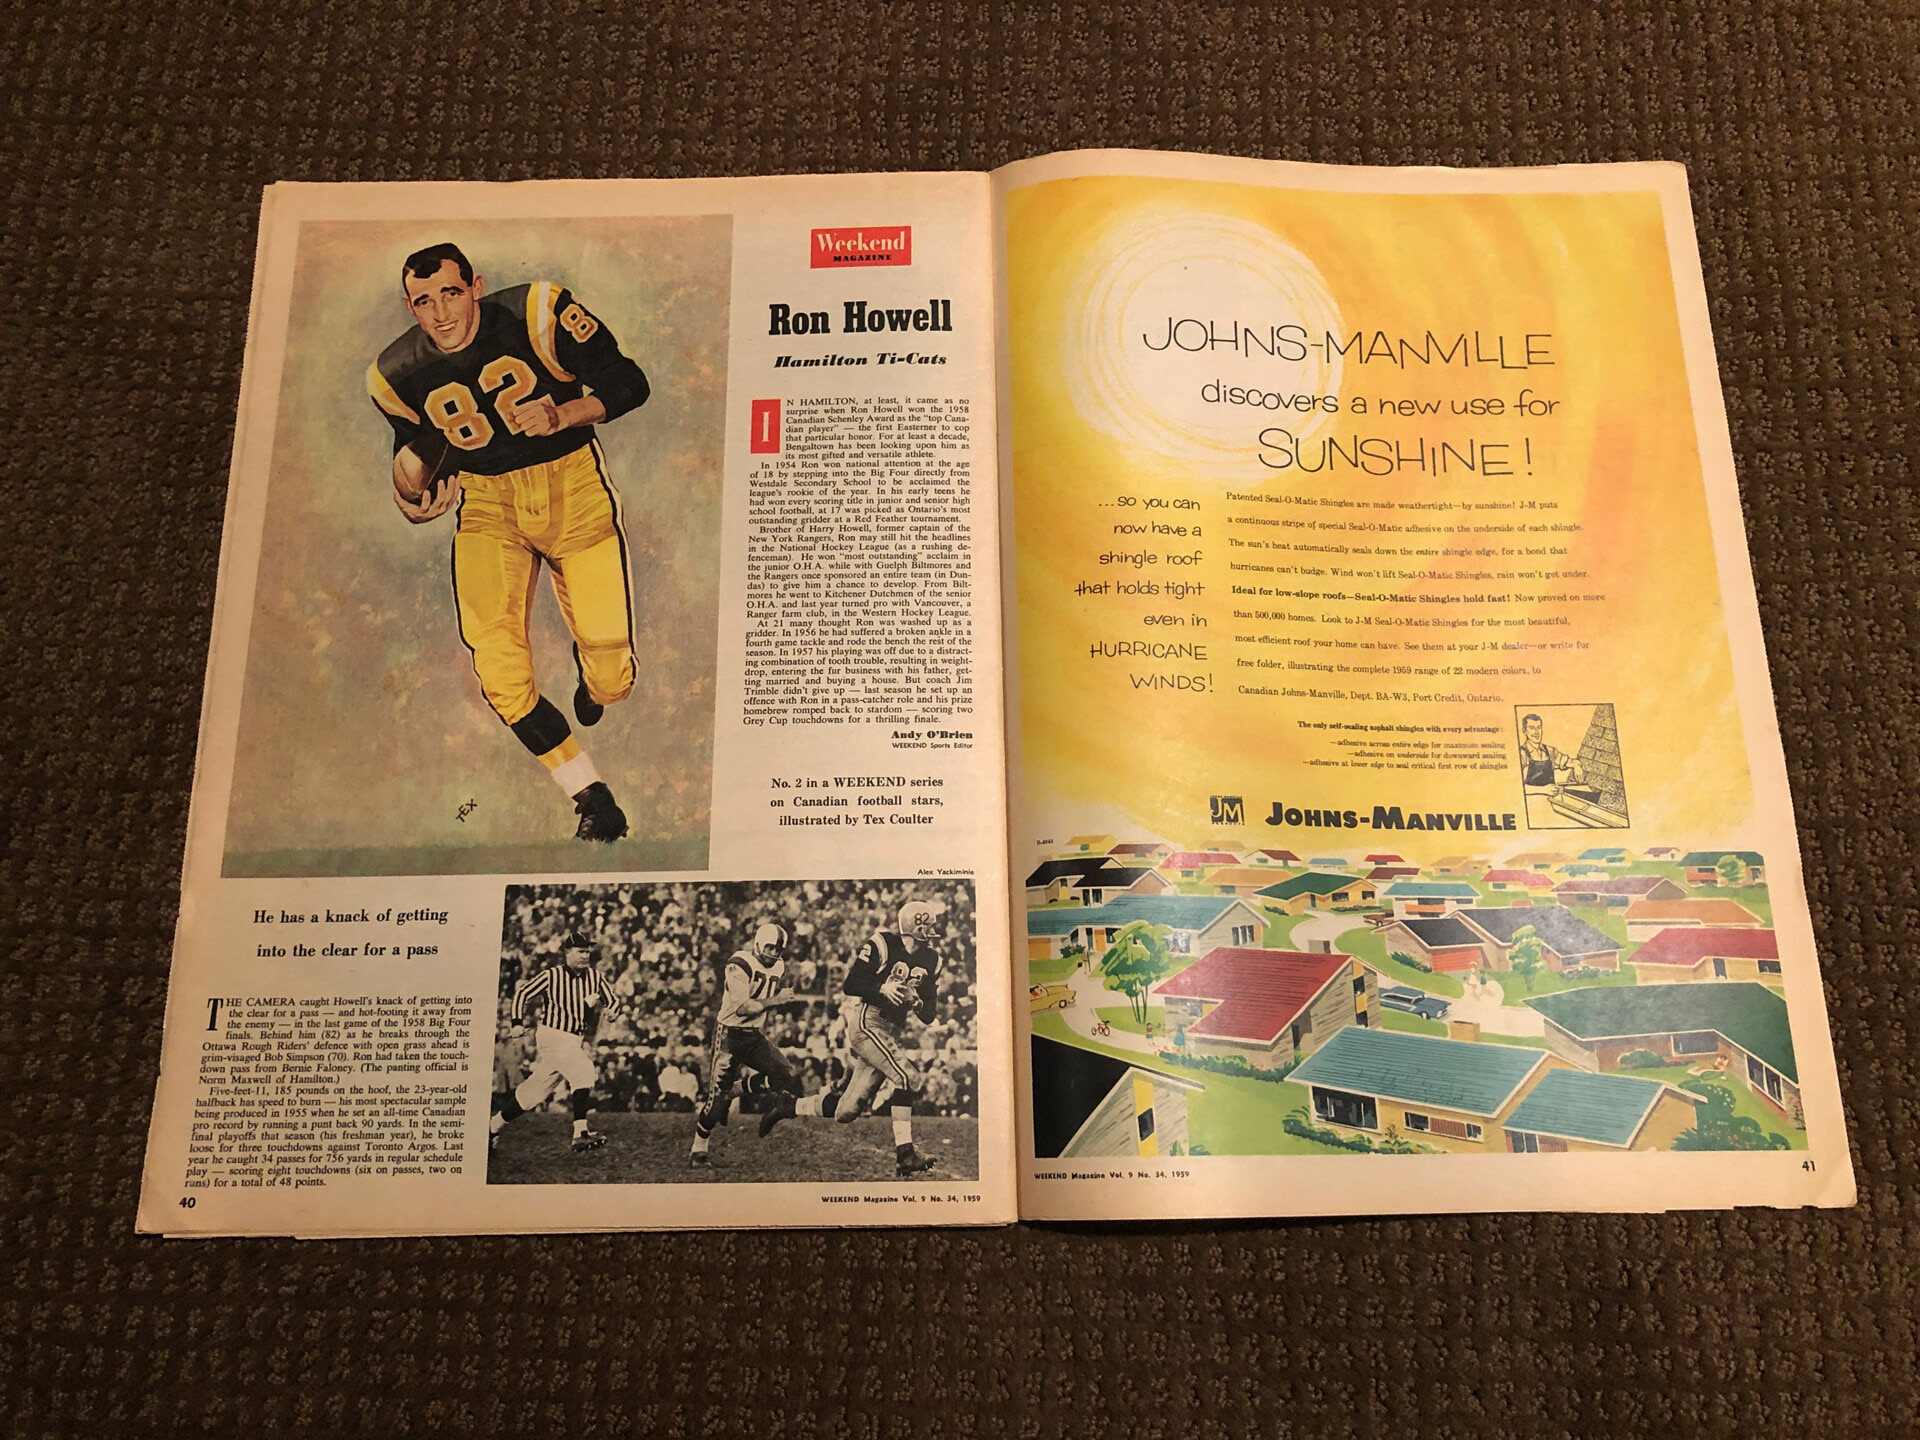 82
8
TEX
Weekend
MAGAZINE
Ron Howell
Hamilton Ti-Cats
IN HAMILTON, at least, it came as no
surprise when Ron Howell won the 1958
Canadian Schenley Award as the "top Cana-
dian player" — the first Easterner to cop
that particular honor. For at least a decade,
Bengaltown has been looking upon him as
its most gifted and versatile athlete.
In 1954 Ron won national attention at the age
of 18 by stepping into the Big Four directly from
Westdale Secondary School to be acclaimed the
league's rookie of the year. In his early teens he
had won every scoring title in junior and senior high
school football, at 17 was picked as Ontario's most
outstanding gridder at a Red Feather tournament.
Brother of Harry Howell, former captain of the
New York Rangers, Ron may still hit the headlines
in the National Hockey League (as a rushing de-
fenceman). He won "most outstanding" acclaim in
the junior O.H.A. while with Guelph Biltmores and
the Rangers once sponsored an entire team (in Dun-
das) to give him a chance to develop. From Bilt-
mores he went to Kitchener Dutchmen of the senior
O.H.A. and last year turned pro with Vancouver, a
Ranger farm club, in the Western Hockey League.
At 21 many thought Ron was washed up as a
gridder. In 1956 he had suffered a broken ankle in a
fourth game tackle and rode the bench the rest of the
season. In 1957 his playing was off due to a distract-
ing combination of tooth trouble, resulting in weight-
drop, entering the fur business with his father, get-
ting married and buying a house. But coach Jim
Trimble didn't give up — last season he set up an
offence with Ron in a pass-catcher role and his prize
homebrew romped back to stardom — scoring two
Grey Cup touchdowns for a thrilling finale.
Andy O'Brien
WEEKEND Sports Editor
No. 2 in a WEEKEND series
on Canadian football stars,
illustrated by Tex Coulter
Alex Yackiminie
He has a knack of getting
into the clear for a pass
THE CAMERA caught Howell's knack of getting into
the clear for a pass — and hot-footing it away from
the enemy — in the last game of the 1958 Big Four
finals. Behind him (82) as he breaks through the
Ottawa Rough Riders' defence with open grass ahead is
grim-visaged Bob Simpson (70). Ron had taken the touch-
down pass from Bernie Faloney. (The panting official is
Norm Maxwell of Hamilton.)
Five-feet-11, 185 pounds on the hoof, the 23-year-old
halfback has speed to burn — his most spectacular sample
being produced in 1955 when he set an all-time Canadian
pro record by running a punt back 90 yards. In the semi-
final playoffs that season (his freshman year), he broke
loose for three touchdowns against Toronto Argos. Last
year he caught 34 passes for 756 yards in regular schedule
play — scoring eight touchdowns (six on passes, two on
runs) for a total of 48 points.
82
70
2
82
40
WEEKEND Magazine Vol. 9 No. 34, 1959
JOHNS-MANVILLE
discovers a new use for
SUNSHINE!
...so you can
now have a
shingle roof
that holds tight
even in
HURRICANE
WINDS!
Patented Seal-O-Matic Shingles are made weathertight—by sunshine! J-M puts
a continuous stripe of special Seal-O-Matic adhesive on the underside of each shingle.
The sun's heat automatically seals down the entire shingle edge, for a bond that
hurricanes can't budge. Wind won't lift Seal-O-Matic Shingles, rain won't get under.
Ideal for low-slope roofs—Seal-O-Matic Shingles hold fast! Now proved on more
than 500,000 homes. Look to J-M Seal-O-Matic Shingles for the most beautiful,
most efficient roof your home can have. See them at your J-M dealer—or write for
free folder, illustrating the complete 1959 range of 22 modern colors, to
Canadian Johns-Manville, Dept. BA-W3, Port Credit, Ontario.
The only self-sealing asphalt shingles with every advantage:
—adhesive across entire edge for maximum sealing
—adhesive on underside for downward sealing
—adhesive at lower edge to seal critical first row of shingles
JM
JOHNS-MANVILLE
WEEKEND Magazine Vol. 9 No. 34, 1959
41